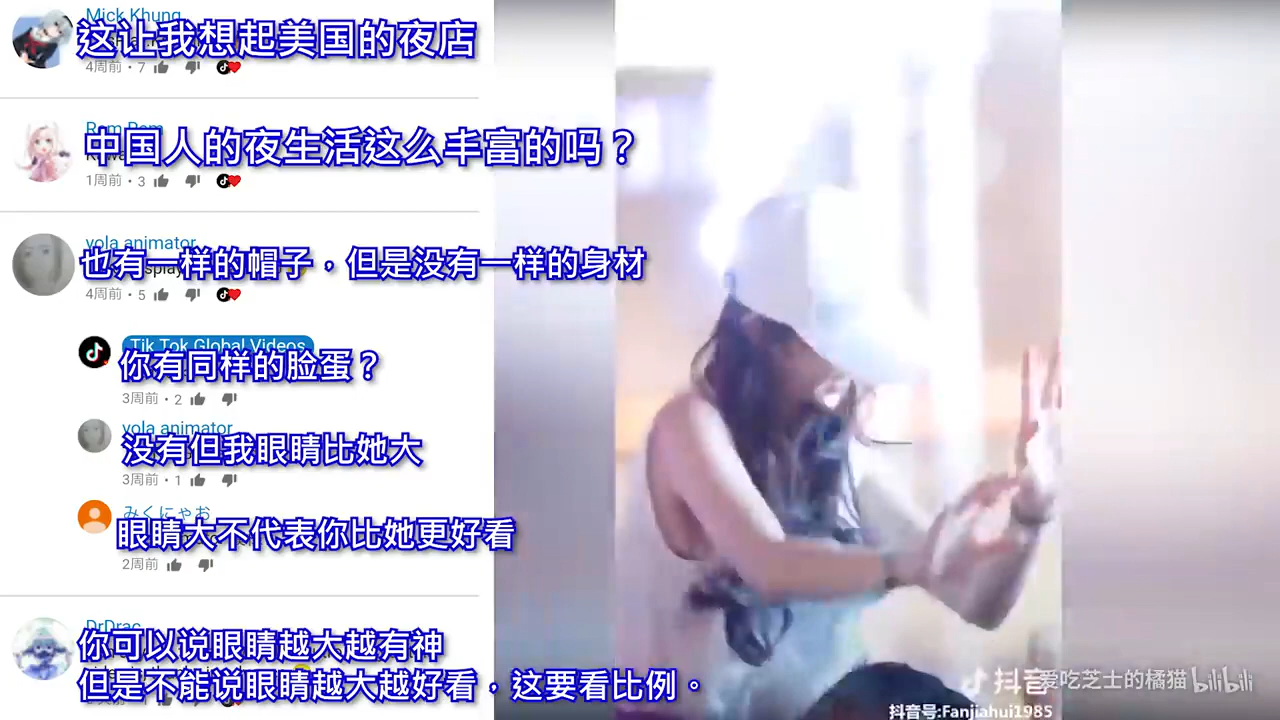 Mick Khung
这让我想起美国的夜店
4周前 · 7
Rom Rom
中国人的夜生活这么丰富的吗？
1周前 · 3
yola animator
也有一样的帽子，但是没有一样的身材
4周前 · 5
Tik Tok Global Videos
你有同样的脸蛋？
3周前 · 2
yola animator
没有但我眼睛比她大
3周前 · 1
みくにゃお
眼睛大不代表你比她更好看
2周前
DrDrac
你可以说眼睛越大越有神
但是不能说眼睛越大越好看，这要看比例。
抖音
爱吃芝士的橘猫 bilibili
抖音号:Fanjiahui1985